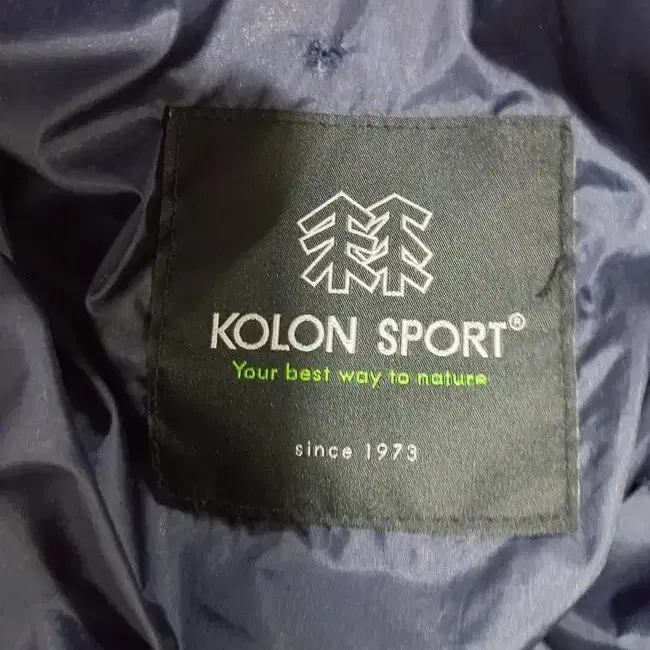 KOLON SPORT®
Your best way to nature
since 1973